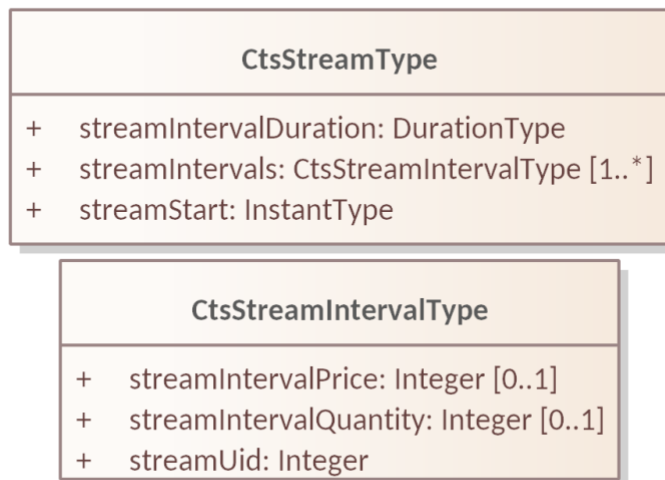 CtsStreamType
+ streamIntervalDuration: DurationType
+ streamIntervals: CtsStreamIntervalType [1..*]
+ streamStart: InstantType
CtsStreamIntervalType
+ streamIntervalPrice: Integer [0..1]
+ streamIntervalQuantity: Integer [0..1]
+ streamUid: Integer